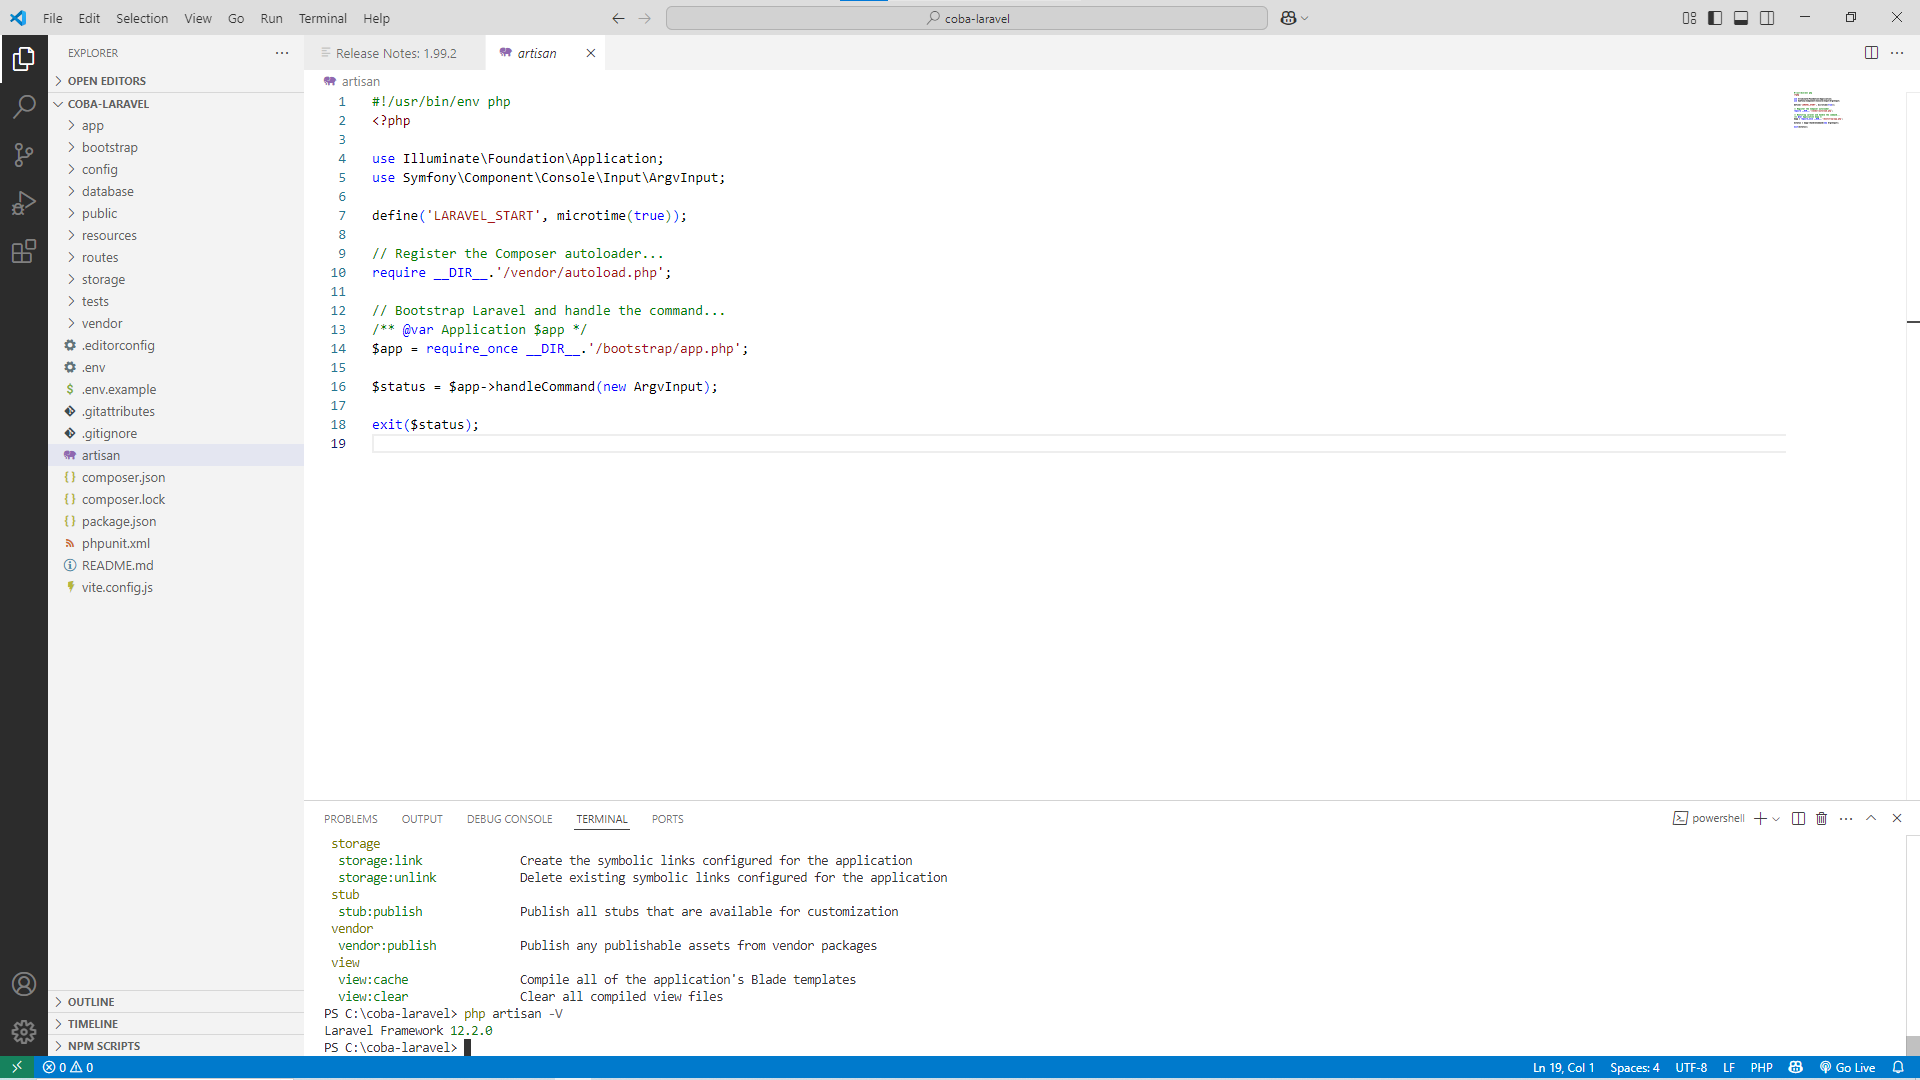 File Edit Selection View Go Run Terminal Help
coba-laravel
EXPLORER
OPEN EDITORS
COBA-LARAVEL
app
bootstrap
config
database
public
resources
routes
storage
tests
vendor
.editorconfig
.env
.env.example
.gitattributes
.gitignore
artisan
composer.json
composer.lock
package.json
phpunit.xml
README.md
vite.config.js
OUTLINE
TIMELINE
NPM SCRIPTS
Release Notes: 1.99.2
artisan
artisan
1 #!/usr/bin/env php
2 <?php
3
4 use Illuminate\Foundation\Application;
5 use Symfony\Component\Console\Input\ArgvInput;
6
7 define('LARAVEL_START', microtime(true));
8
9 // Register the Composer autoloader...
10 require __DIR__.'/vendor/autoload.php';
11
12 // Bootstrap Laravel and handle the command...
13 /** @var Application $app */
14 $app = require_once __DIR__.'/bootstrap/app.php';
15
16 $status = $app->handleCommand(new ArgvInput);
17
18 exit($status);
19
PROBLEMS OUTPUT DEBUG CONSOLE TERMINAL PORTS
powershell
storage
storage:link Create the symbolic links configured for the application
storage:unlink Delete existing symbolic links configured for the application
stub
stub:publish Publish all stubs that are available for customization
vendor
vendor:publish Publish any publishable assets from vendor packages
view
view:cache Compile all of the application's Blade templates
view:clear Clear all compiled view files
PS C:\coba-laravel> php artisan -V
Laravel Framework 12.2.0
PS C:\coba-laravel>
0 0
Ln 19, Col 1 Spaces: 4 UTF-8 LF PHP Go Live